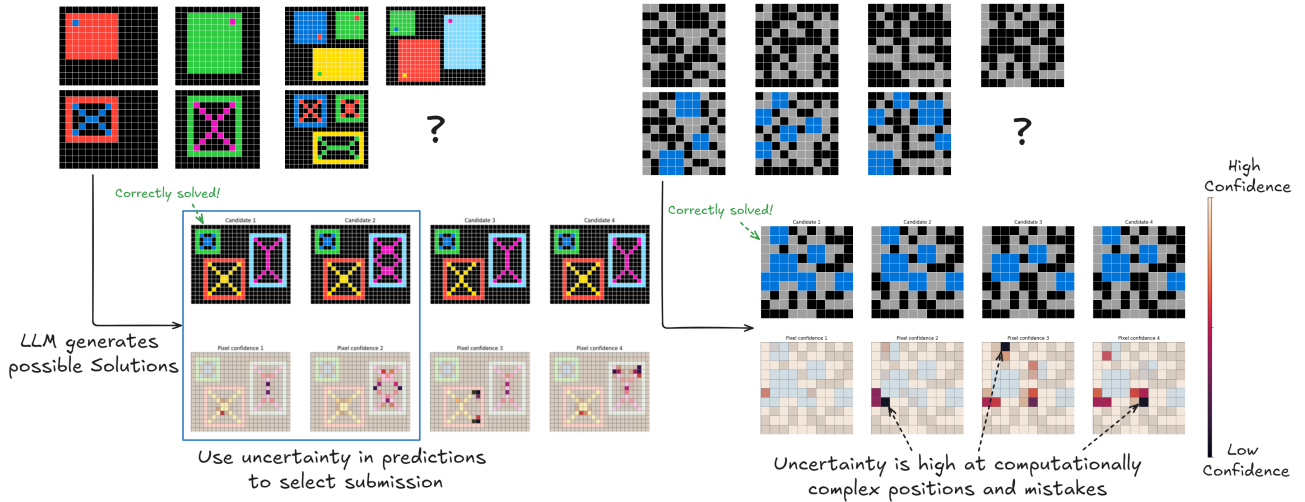 ?
?
High
Confidence
Correctly solved!
Candidate 1
Candidate 2
Candidate 3
Candidate 4
Correctly solved!
Candidate 1
Candidate 2
Candidate 3
Candidate 4
LLM generates
possible Solutions
Pixel confidence 1
Pixel confidence 2
Pixel confidence 3
Pixel confidence 4
Pixel confidence 1
Pixel confidence 2
Pixel confidence 3
Pixel confidence 4
Use uncertainty in predictions
to select submission
Uncertainty is high at computationally
complex positions and mistakes
Low
Confidence